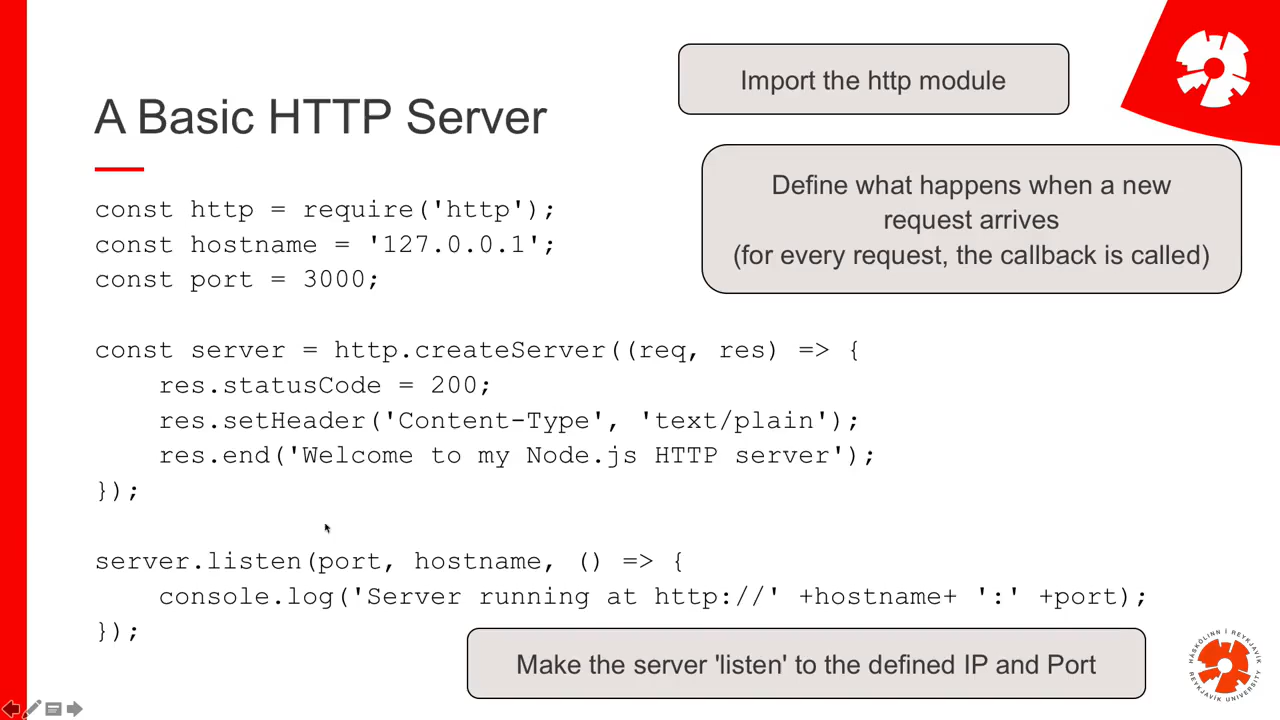 Import the http module
A Basic HTTP Server
Define what happens when a new
request arrives
(for every request, the callback is called)
const http = require('http');
const hostname = '127.0.0.1';
const port = 3000;
const server = http.createServer((req, res) => {
    res.statusCode = 200;
    res.setHeader('Content-Type', 'text/plain');
    res.end('Welcome to my Node.js HTTP server');
});
server.listen(port, hostname, () => {
    console.log('Server running at http://' +hostname+ ':' +port);
});
Make the server 'listen' to the defined IP and Port
HÁSKÓLINN Í REYKJAVÍK
REYKJAVÍK UNIVERSITY